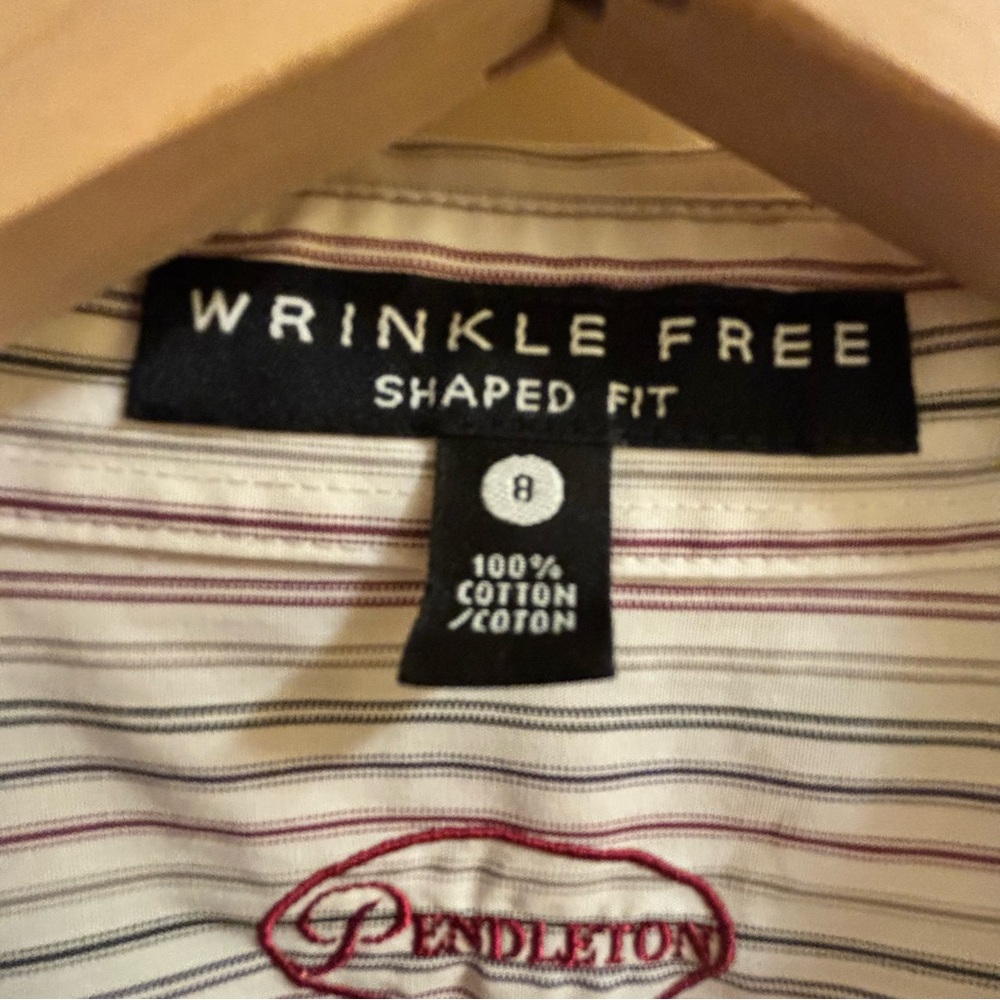 WRINKLE FREE
SHAPED FIT
8
100%
COTTON
/COTON
PENDLETON